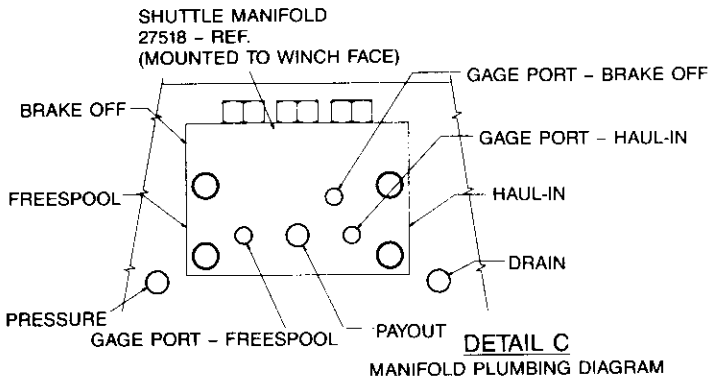 SHUTTLE MANIFOLD
27518 - REF.
(MOUNTED TO WINCH FACE)
GAGE PORT - BRAKE OFF
BRAKE OFF
GAGE PORT - HAUL-IN
FREESPOOL
HAUL-IN
DRAIN
PRESSURE
GAGE PORT - FREESPOOL
PAYOUT
DETAIL C
MANIFOLD PLUMBING DIAGRAM